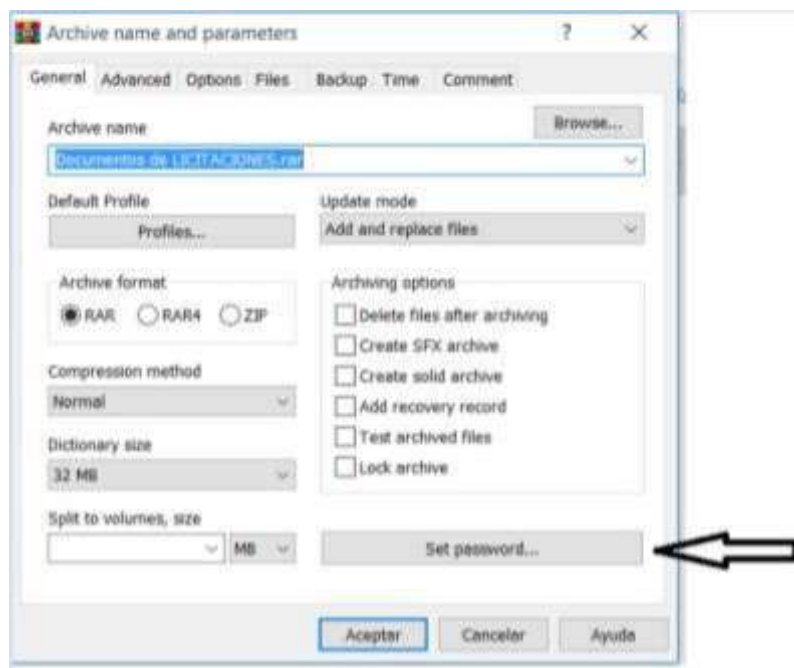 Archive name and parameters ? ×
General Advanced Options Files Backup Time Comment
Archive name
Browse...
Documentos de LICITACIONES.rar
Default Profile
Update mode
Profiles...
Add and replace files
Archive format
RAR RAR4 ZIP
Archiving options
Delete files after archiving
Create SFX archive
Compression method
Create solid archive
Normal
Add recovery record
Dictionary size
Test archived files
32 MB
Lock archive
Split to volumes, size
MB
Set password...
Aceptar Cancelar Ayuda